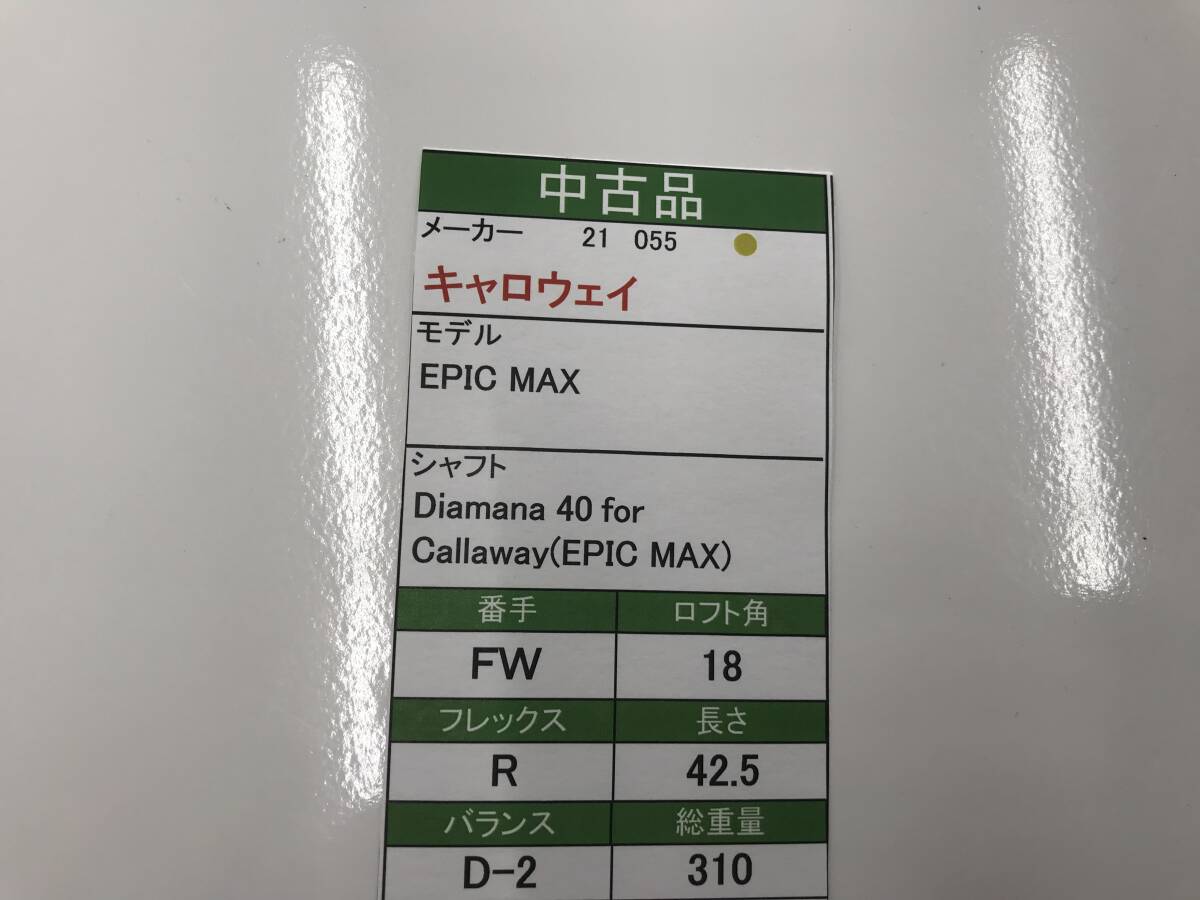 中古品
メーカー 21 055
キャロウェイ
モデル
EPIC MAX
シャフト
Diamana 40 for
Callaway(EPIC MAX)
番手 ロフト角
FW 18
フレックス 長さ
R 42.5
バランス 総重量
D-2 310